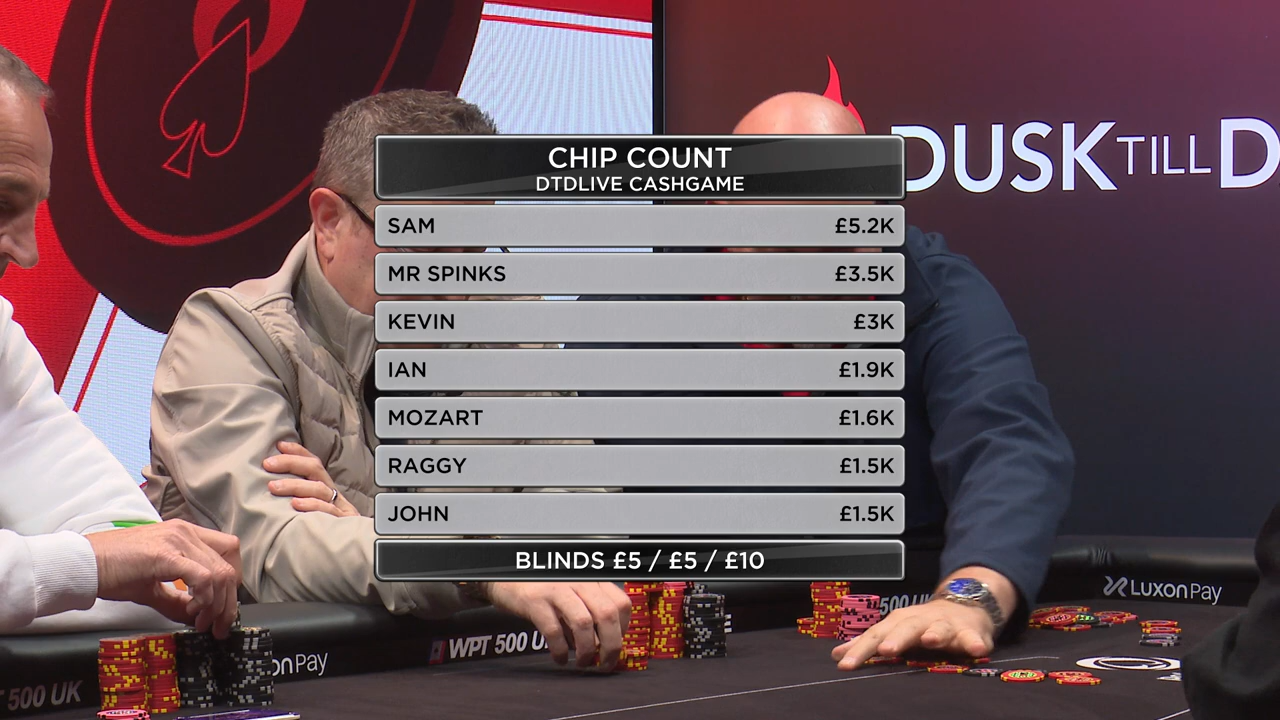 DUSK TILL D
CHIP COUNT
DTDLIVE CASHGAME
SAM £5.2K
MR SPINKS £3.5K
KEVIN £3K
IAN £1.9K
MOZART £1.6K
RAGGY £1.5K
JOHN £1.5K
BLINDS £5 / £5 / £10
LUXONPAY
500 UK
onPay
WPT 500 U
500